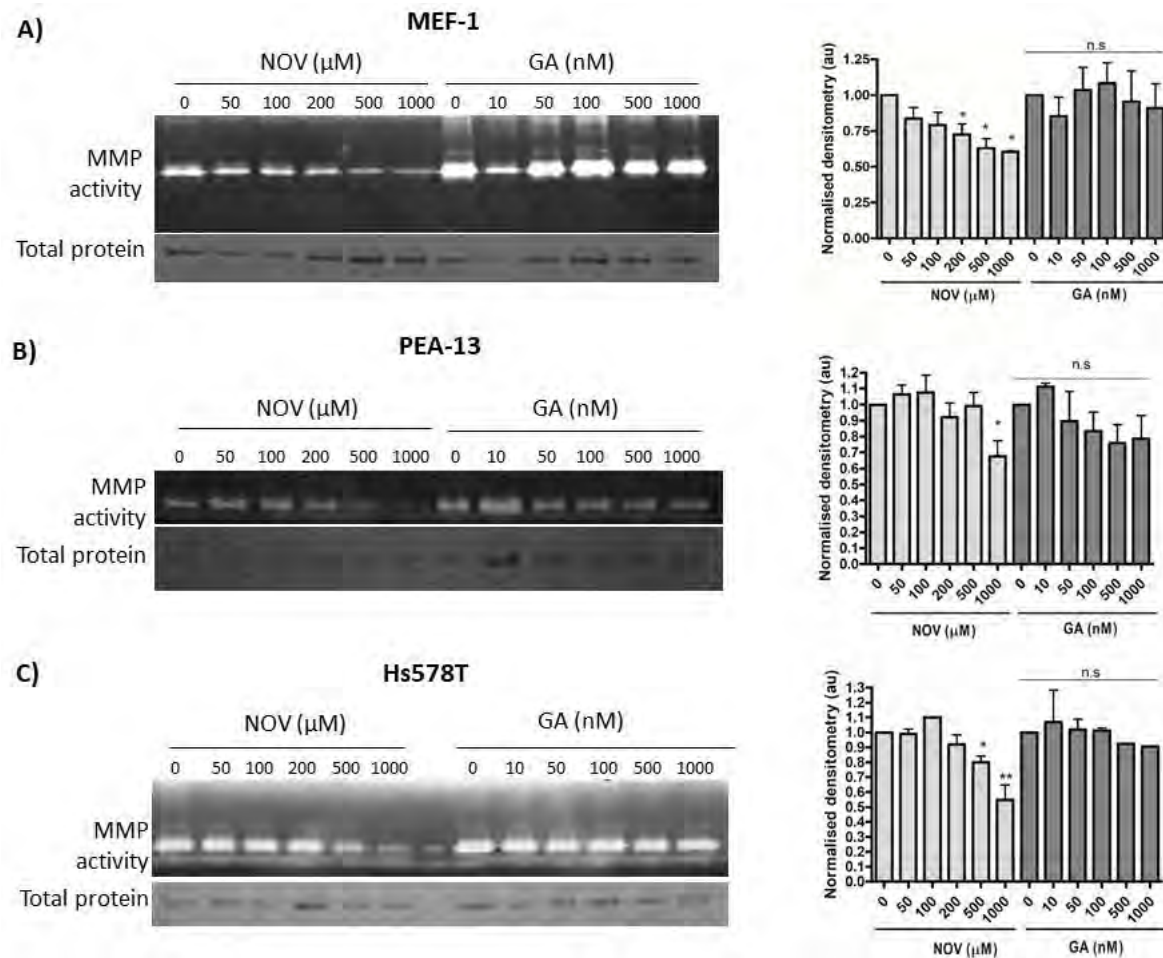 A)
MEF-1
NOV (μM) GA (nM)
0 50 100 200 500 1000 0 10 50 100 500 1000
MMP
activity
Total protein
Normalised densitometry (au)
1.25
1.00
0.75
0.50
0.25
0.00
* * *
n.s
0 50 100 200 500 1000 0 10 50 100 500 1000
NOV (μM) GA (nM)
B)
PEA-13
NOV (μM) GA (nM)
0 50 100 200 500 1000 0 10 50 100 500 1000
MMP
activity
Total protein
Normalised densitometry (au)
1.2
1.1
1.0
0.9
0.8
0.7
0.6
0.5
0.4
0.3
0.2
0.1
0.0
*
n.s
0 50 100 200 500 1000 0 10 50 100 500 1000
NOV (μM) GA (nM)
C)
Hs578T
NOV (μM) GA (nM)
0 50 100 200 500 1000 0 10 50 100 500 1000
MMP
activity
Total protein
Normalised densitometry (au)
1.3
1.2
1.1
1.0
0.9
0.8
0.7
0.6
0.5
0.4
0.3
0.2
0.1
0.0
* **
n.s
0 50 100 200 500 1000 0 10 50 100 500 1000
NOV (μM) GA (nM)